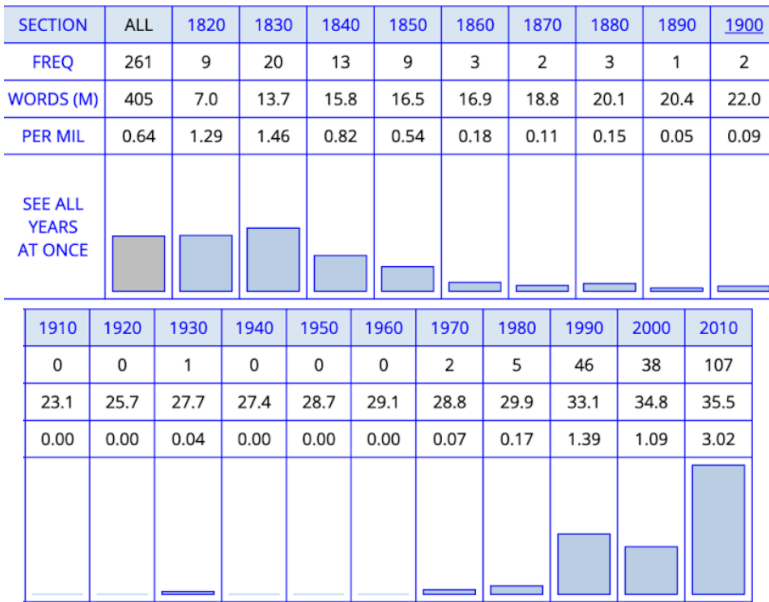 SECTION ALL 1820 1830 1840 1850 1860 1870 1880 1890 1900
FREQ 261 9 20 13 9 3 2 3 1 2
WORDS (M) 405 7.0 13.7 15.8 16.5 16.9 18.8 20.1 20.4 22.0
PER MIL 0.64 1.29 1.46 0.82 0.54 0.18 0.11 0.15 0.05 0.09
SEE ALL
YEARS
AT ONCE
1910 1920 1930 1940 1950 1960 1970 1980 1990 2000 2010
0 0 1 0 0 0 2 5 46 38 107
23.1 25.7 27.7 27.4 28.7 29.1 28.8 29.9 33.1 34.8 35.5
0.00 0.00 0.04 0.00 0.00 0.00 0.07 0.17 1.39 1.09 3.02